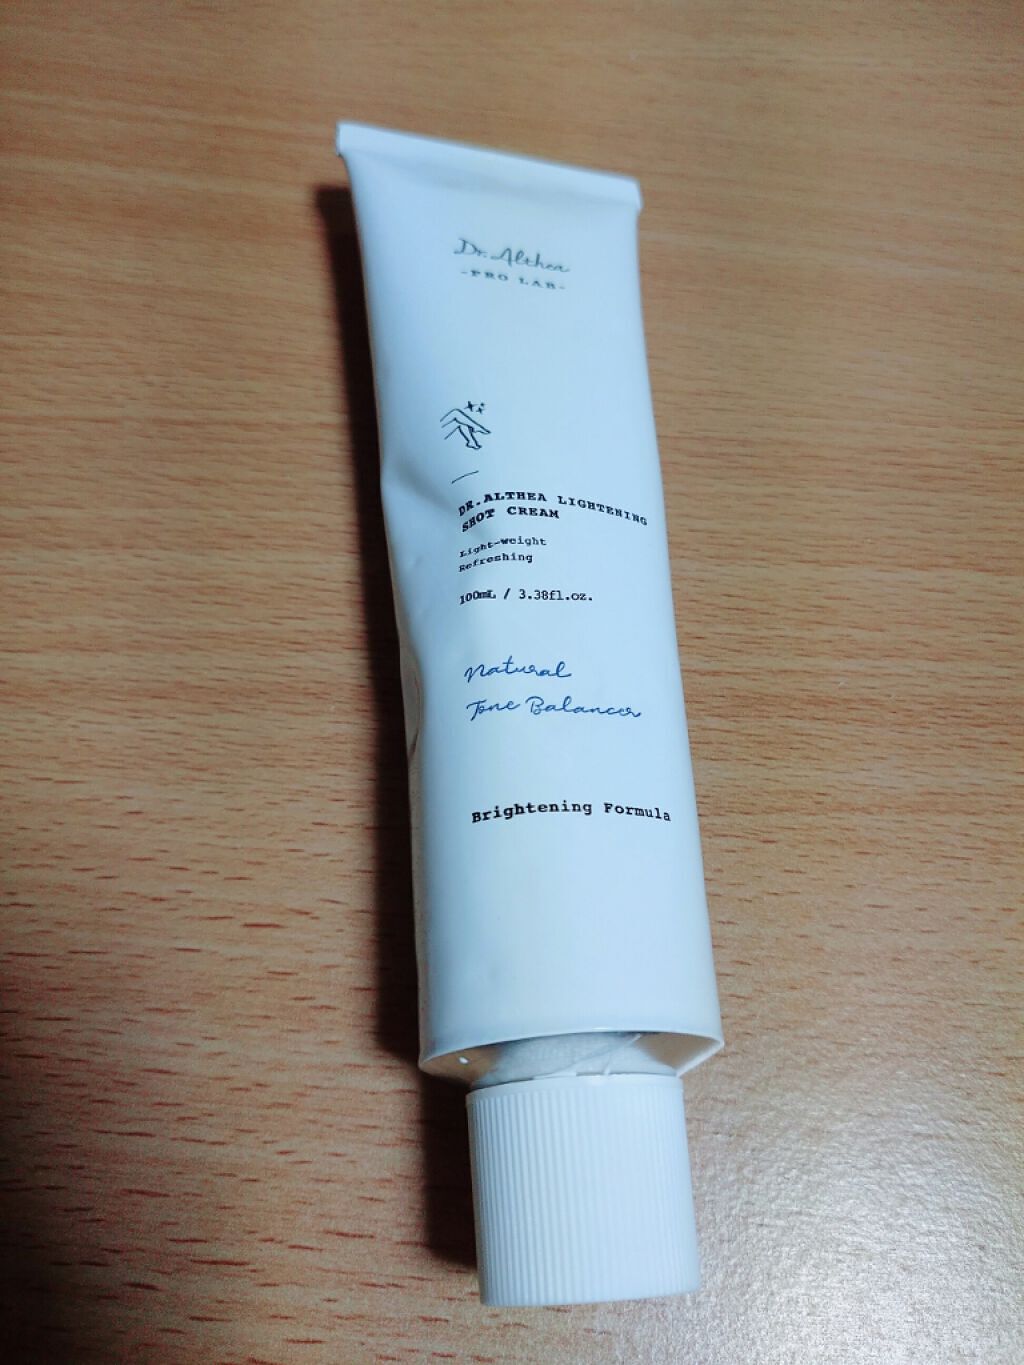 Dr. Althea
-PRO LAB-
DR.ALTHEA LIGHTENING
SHOT CREAM
Light-weight
Refreshing
100mL / 3.38fl.oz.
Natural
Tone Balancer
Brightening Formula